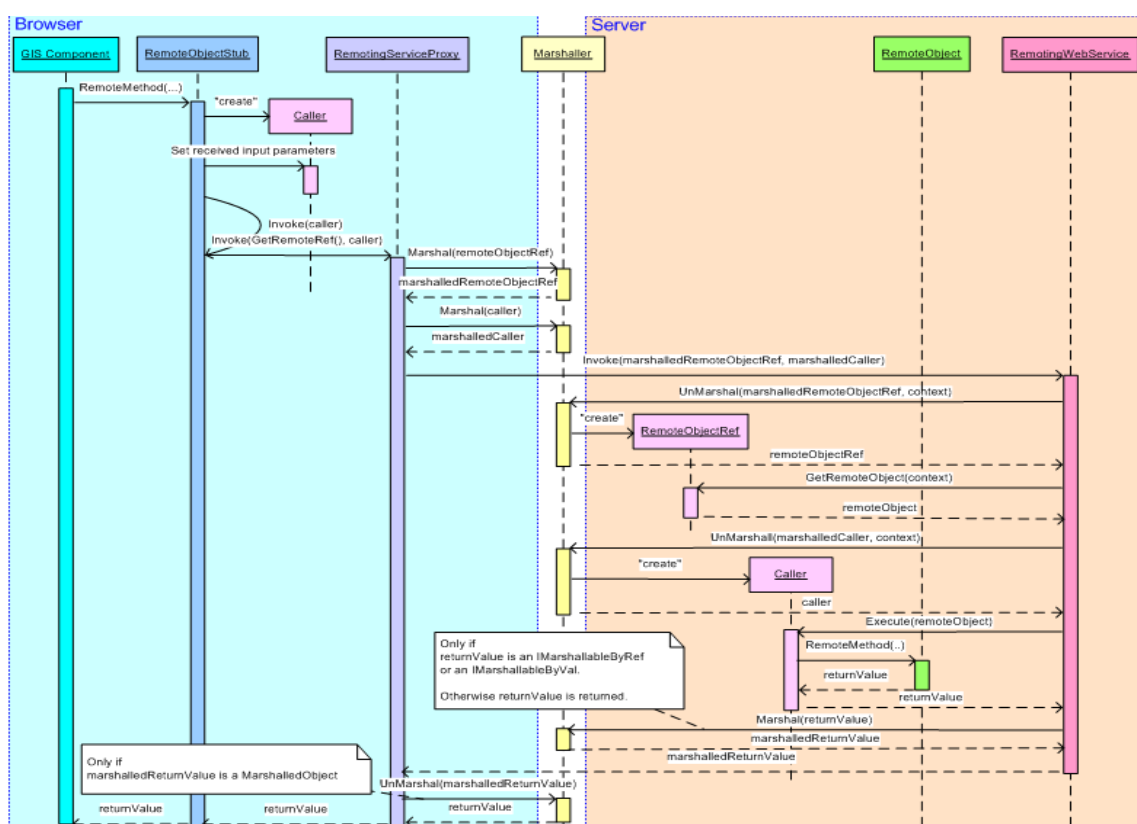 Browser
Server
GIS Component
RemoteObjectStub
RemotingServiceProxy
Marshaller
RemoteObject
RemotingWebService
RemoteMethod(...)
"create"
Caller
Set received input parameters
Invoke(caller)
Invoke(GetRemoteRef(), caller)
Marshal(remoteObjectRef)
marshalledRemoteObjectRef
Marshal(caller)
marshalledCaller
Invoke(marshalledRemoteObjectRef, marshalledCaller)
UnMarshal(marshalledRemoteObjectRef, context)
"create"
RemoteObjectRef
remoteObjectRef
GetRemoteObject(context)
remoteObject
UnMarshall(marshalledCaller, context)
"create"
Caller
caller
Execute(remoteObject)
Only if
returnValue is an IMarshallableByRef
or an IMarshallableByVal.
Otherwise returnValue is returned.
RemoteMethod(..)
returnValue
returnValue
Marshal(returnValue)
marshalledReturnValue
marshalledReturnValue
Only if
marshalledReturnValue is a MarshalledObject
UnMarshal(marshalledReturnValue)
returnValue
returnValue
returnValue